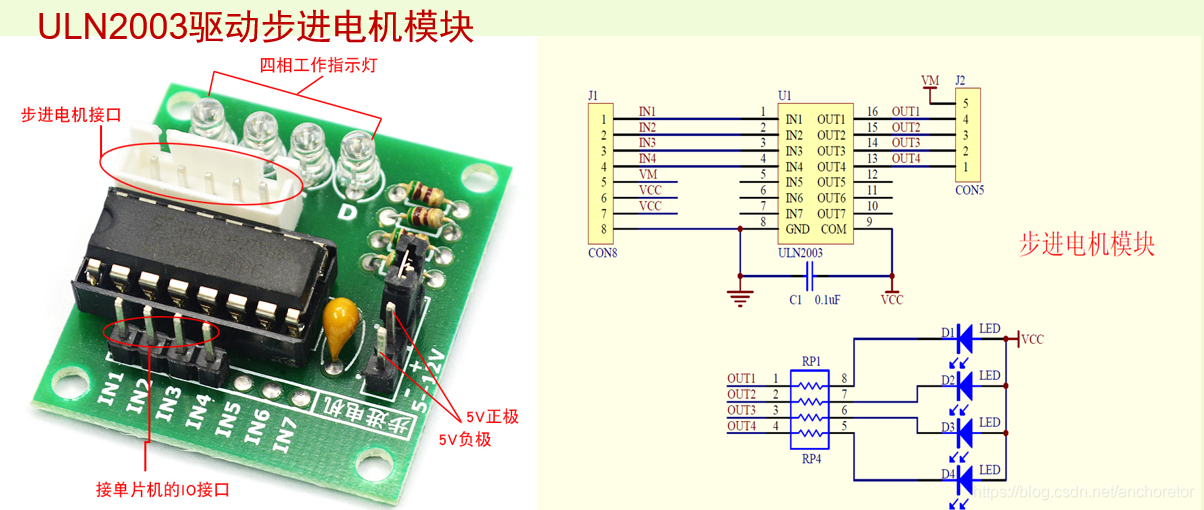 ULN2003驱动步进电机模块
四相工作指示灯
步进电机接口
D
IN1
IN2
IN3
IN4
IN5
IN6
IN7
步进电机
- +
5-12V
5V正极
5V负极
接单片机的IO接口
J1
1 IN1
2 IN2
3 IN3
4 IN4
5 VM
6 VCC
7 VCC
8
CON8
U1
1 IN1 OUT1 16 OUT1
2 IN2 OUT2 15 OUT2
3 IN3 OUT3 14 OUT3
4 IN4 OUT4 13 OUT4
5 IN5 OUT5 12
6 IN6 OUT6 11
7 IN7 OUT7 10
8 GND COM 9
ULN2003
C1 0.1uF
VCC
VM
J2
5
4
3
2
1
CON5
步进电机模块
RP1
OUT1 1 8
OUT2 2 7
OUT3 3 6
OUT4 4 5
RP4
D1 LED
VCC
D2 LED
D3 LED
D4 LED
https://blog.csdn.net/anchoretor